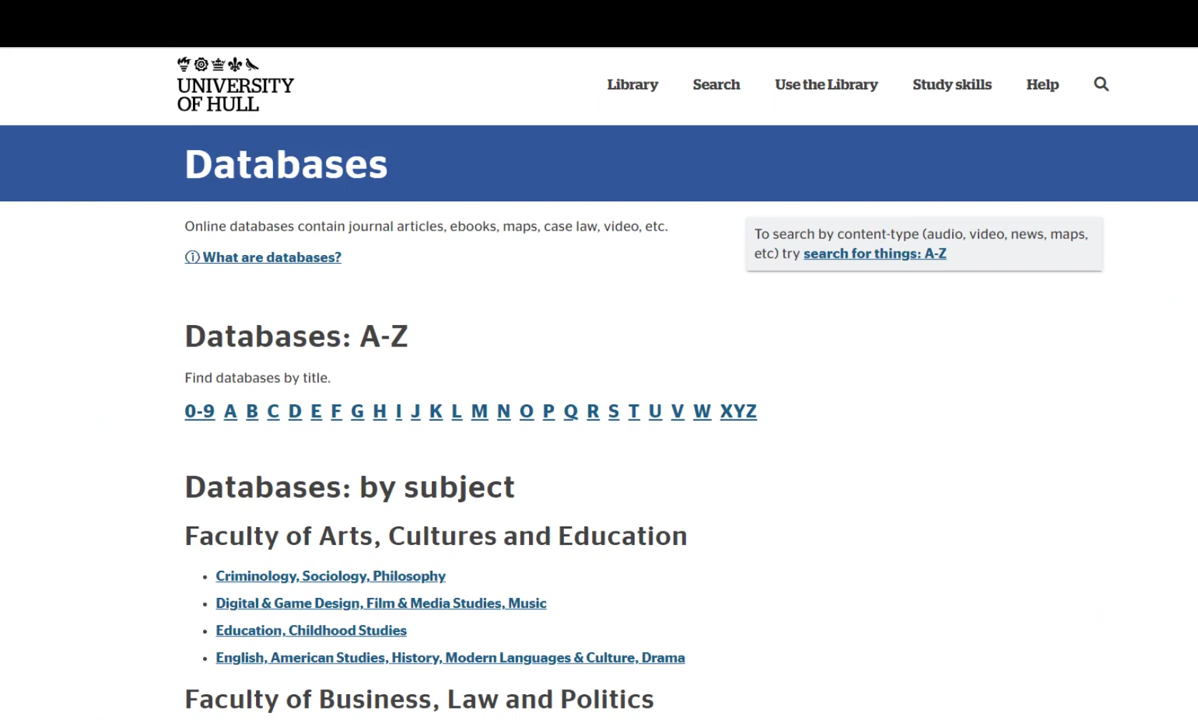 UNIVERSITY
OF HULL
Library Search Use the Library Study skills Help
Databases
Online databases contain journal articles, ebooks, maps, case law, video, etc.
ⓘ What are databases?
To search by content-type (audio, video, news, maps,
etc) try search for things: A-Z
Databases: A-Z
Find databases by title.
0-9 A B C D E F G H I J K L M N O P Q R S T U V W XYZ
Databases: by subject
Faculty of Arts, Cultures and Education
• Criminology, Sociology, Philosophy
• Digital & Game Design, Film & Media Studies, Music
• Education, Childhood Studies
• English, American Studies, History, Modern Languages & Culture, Drama
Faculty of Business, Law and Politics